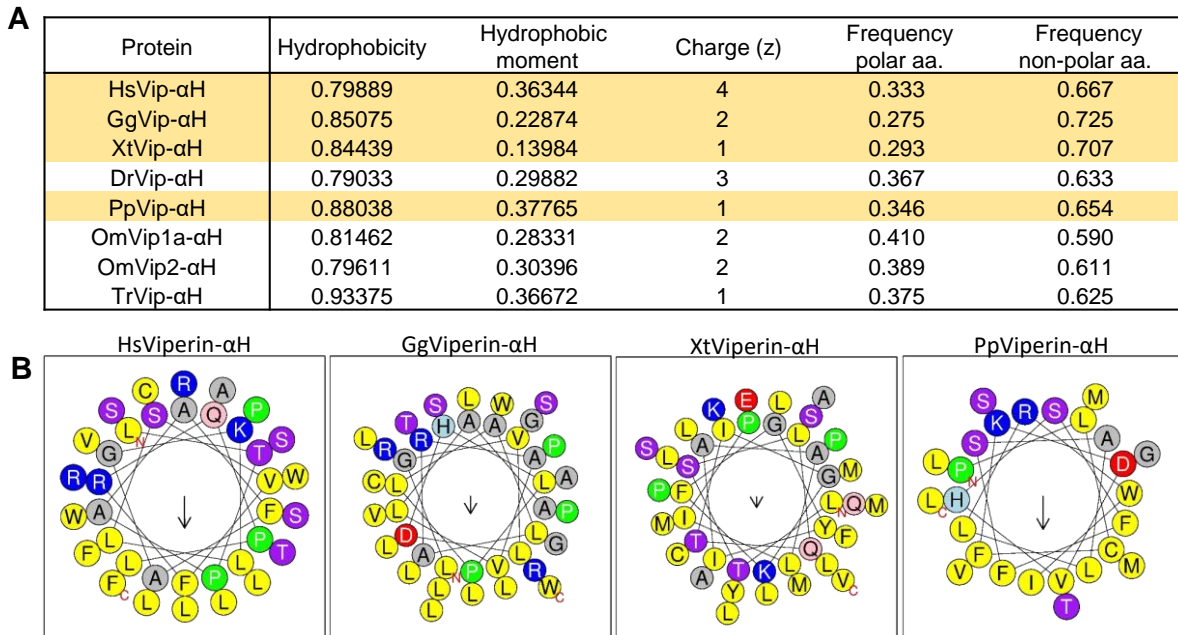 A
Protein Hydrophobicity Hydrophobic moment Charge (z) Frequency polar aa. Frequency non-polar aa.
HsVip-αH 0.79889 0.36344 4 0.333 0.667
GgVip-αH 0.85075 0.22874 2 0.275 0.725
XtVip-αH 0.84439 0.13984 1 0.293 0.707
DrVip-αH 0.79033 0.29882 3 0.367 0.633
PpVip-αH 0.88038 0.37765 1 0.346 0.654
OmVip1a-αH 0.81462 0.28331 2 0.410 0.590
OmVip2-αH 0.79611 0.30396 2 0.389 0.611
TrVip-αH 0.93375 0.36672 1 0.375 0.625
B
HsViperin-αH
C R A
S S A Q P
L N K
V G T S
R R V W
W A F S
F L P T
F C A F P L L
L L L L
GgViperin-αH
L W S
T S H A A G
L R R V P
G A
C L L A
V L A P
L D L G
L A L N P V L R W C
L L L L
XtViperin-αH
E A
K I P G L S
L L P
S L A A
S G M
P F L N Q M
M I Y F
C T I Q
A T K L M L V C
Y L
L
PpViperin-αH
S K R S L M
S A G
L P N D
L C H W
L F
F C
V F I V L M
T